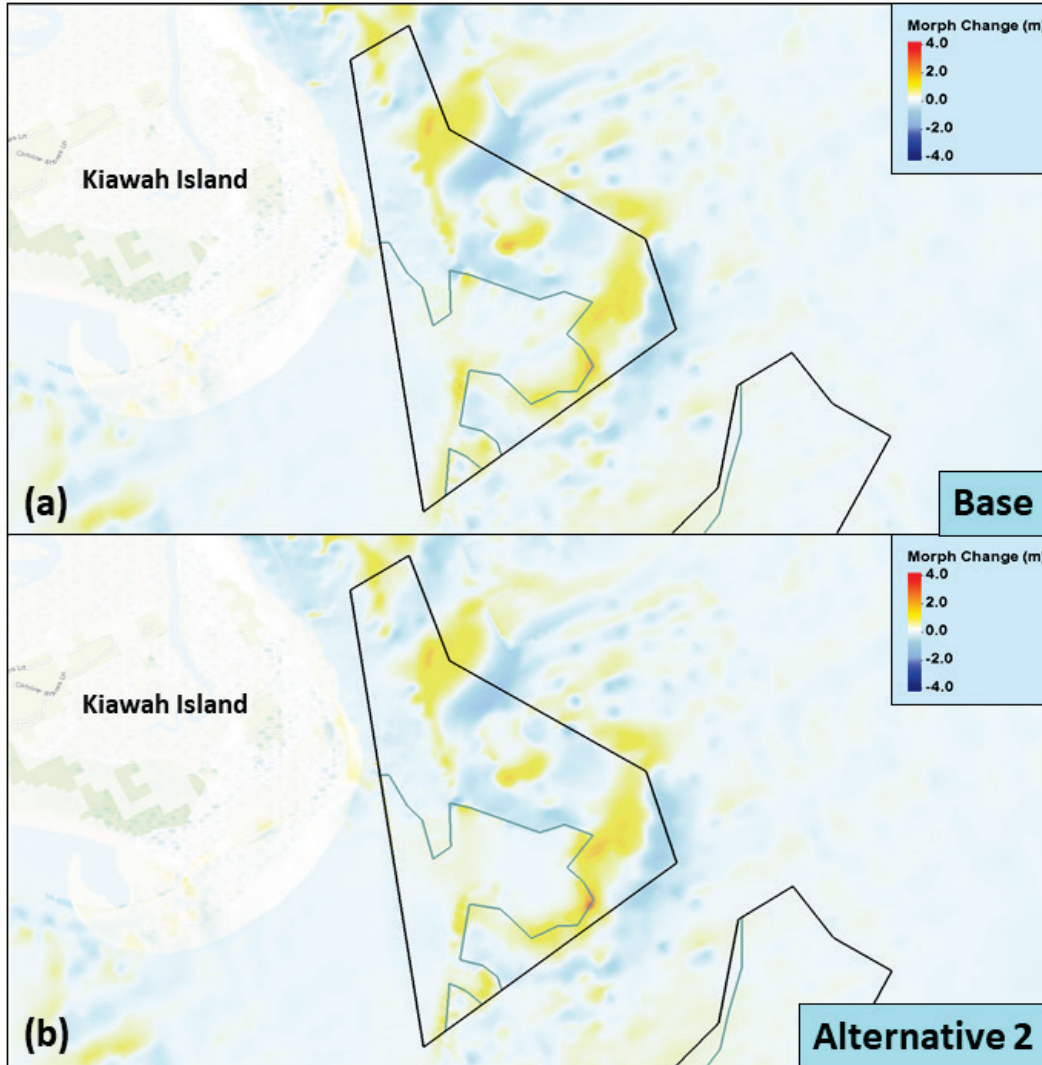 Morph Change (m)
4.0
2.0
0.0
-2.0
-4.0
Kiawah Island
(a)
Base
Morph Change (m)
4.0
2.0
0.0
-2.0
-4.0
Kiawah Island
(b)
Alternative 2